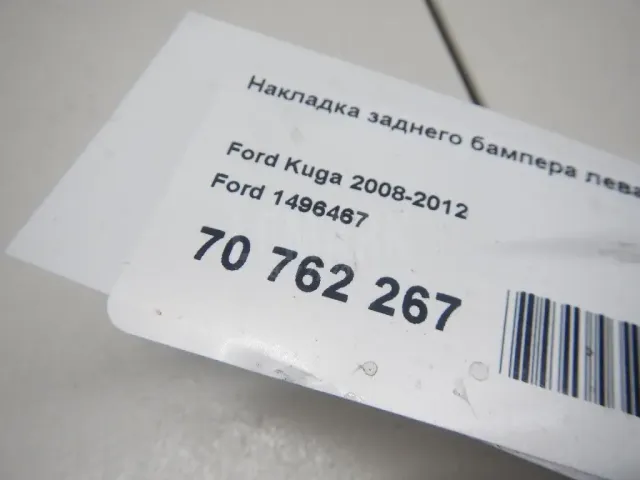 Накладка заднего бампера лева
Ford Kuga 2008-2012
Ford 1496467
70 762 267